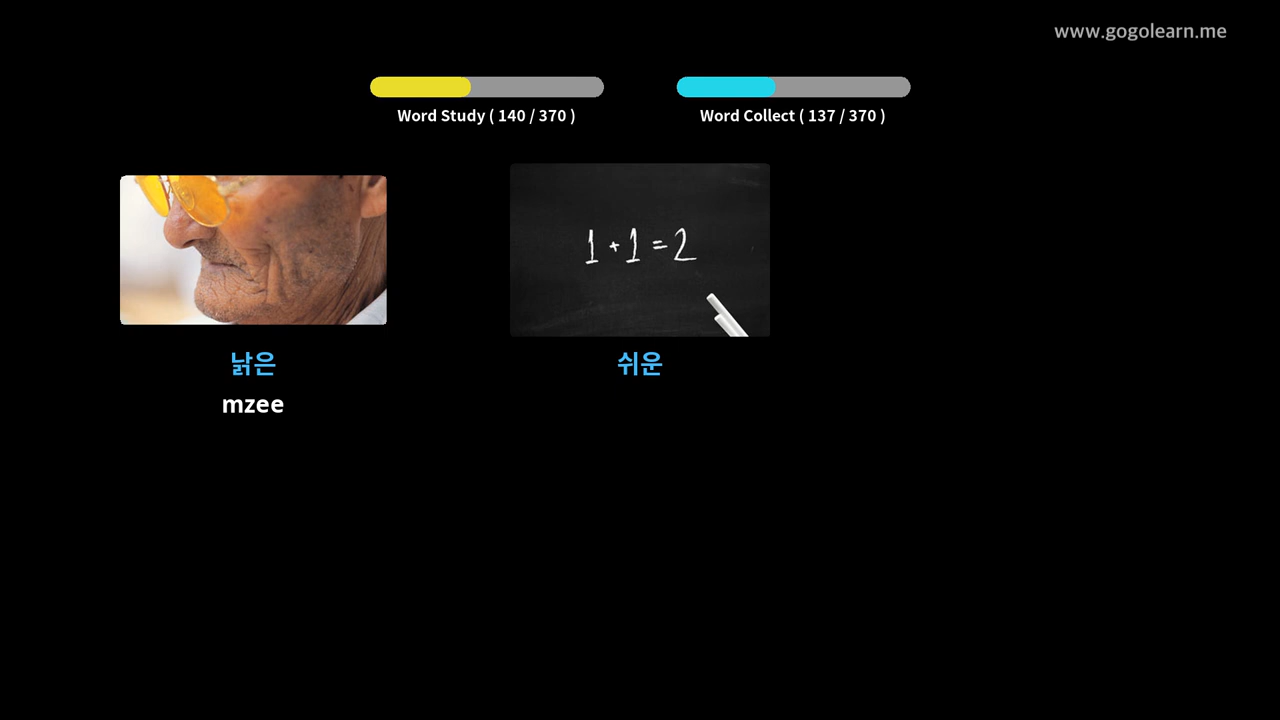 www.gogolearn.me
Word Study ( 140 / 370 )
Word Collect ( 137 / 370 )
1 + 1 = 2
낡은
쉬운
mzee